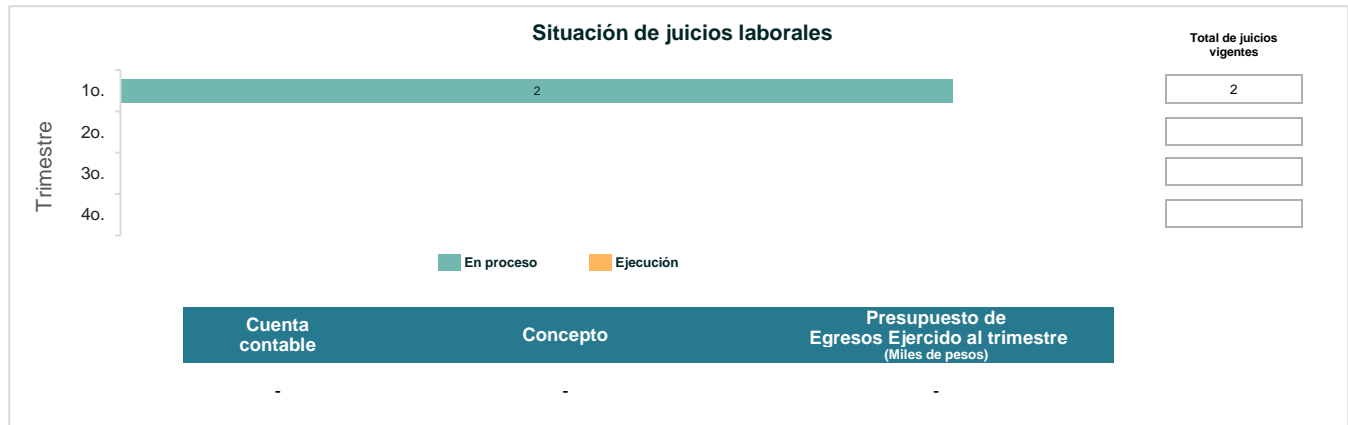 Situación de juicios laborales
Total de juicios
vigentes
Trimestre
1o.
2
2
2o.
3o.
4o.
En proceso
Ejecución
Cuenta
contable
Concepto
Presupuesto de
Egresos Ejercido al trimestre
(Miles de pesos)
-
-
-